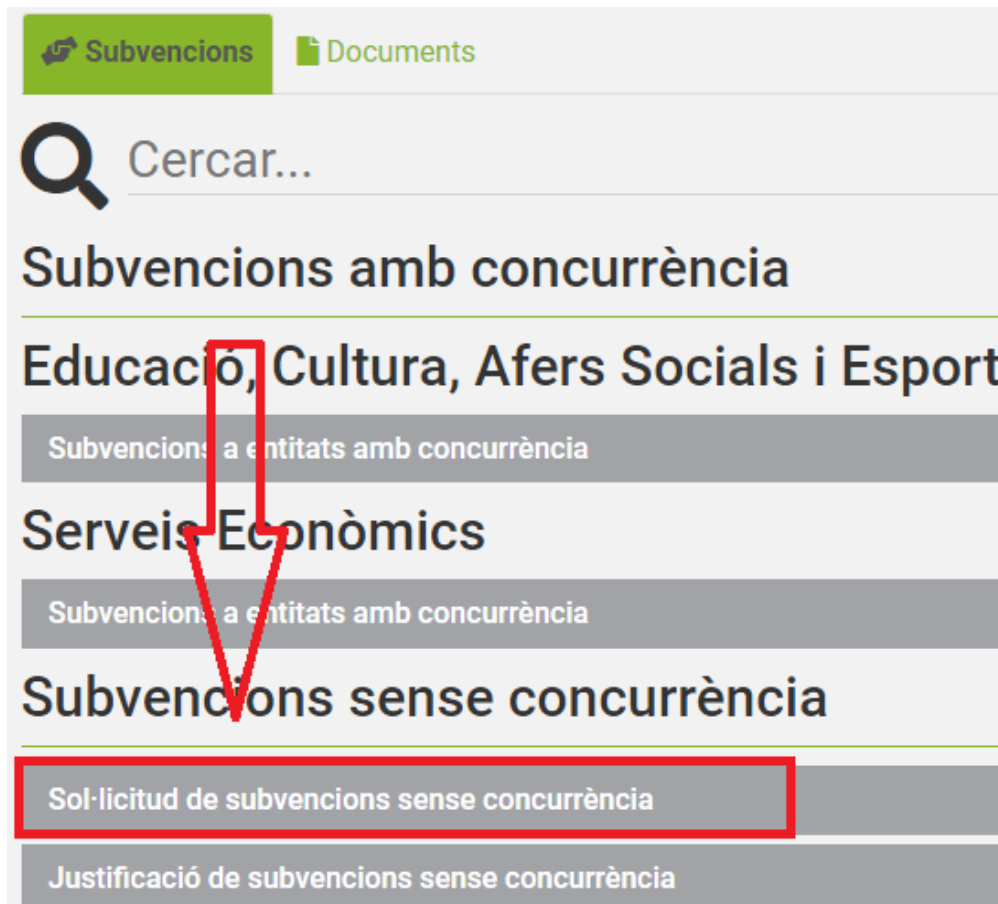 Subvencions
Documents
Cercar...
Subvencions amb concurrència
Educació, Cultura, Afers Socials i Esport
Subvencions a entitats amb concurrència
Serveis Econòmics
Subvencions a entitats amb concurrència
Subvencions sense concurrència
Sol·licitud de subvencions sense concurrència
Justificació de subvencions sense concurrència